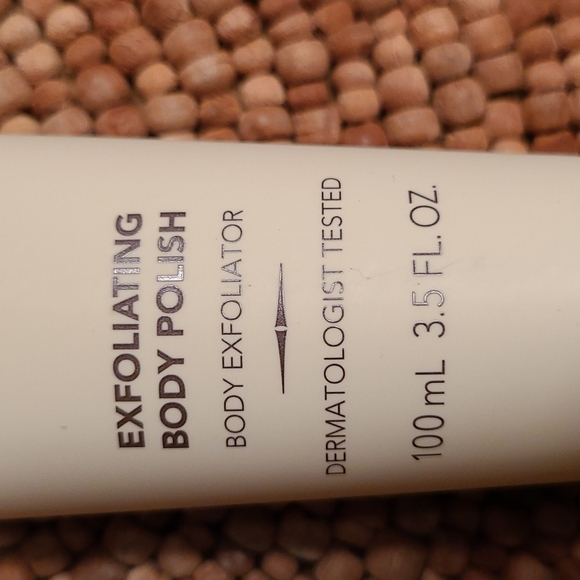 EXFOLIATING
BODY POLISH
BODY EXFOLIATOR
DERMATOLOGIST TESTED
100 mL 3.5 FL. OZ.